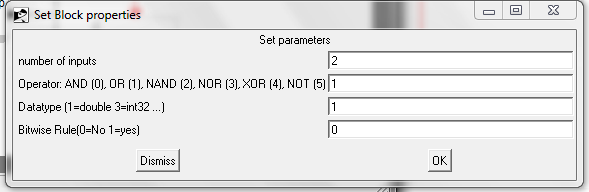 Set Block properties
Set parameters
number of inputs 2
Operator: AND (0), OR (1), NAND (2), NOR (3), XOR (4), NOT (5) 1
Datatype (1=double 3=int32 ...) 1
Bitwise Rule(0=No 1=yes) 0
Dismiss OK